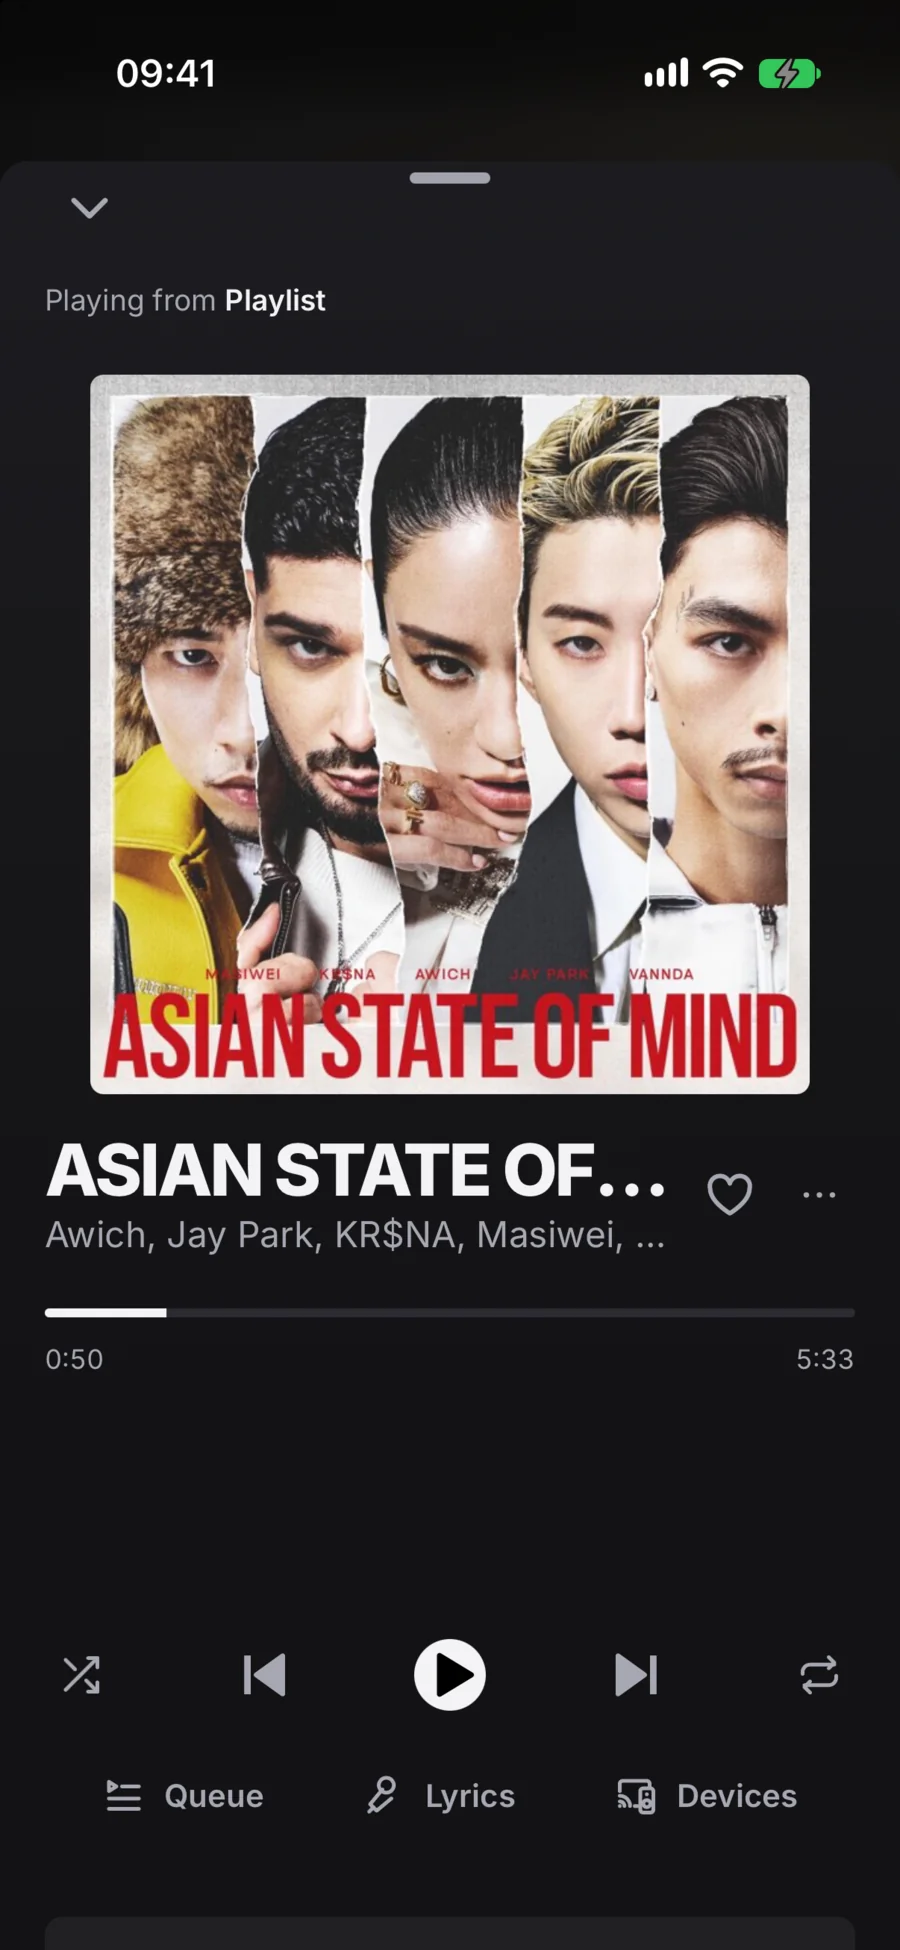 09:41
Playing from Playlist
MASIWEI KR$NA AWICH JAY PARK VANNDA
ASIAN STATE OF MIND
ASIAN STATE OF...
Awich, Jay Park, KR$NA, Masiwei, ...
0:50 5:33
Queue Lyrics Devices